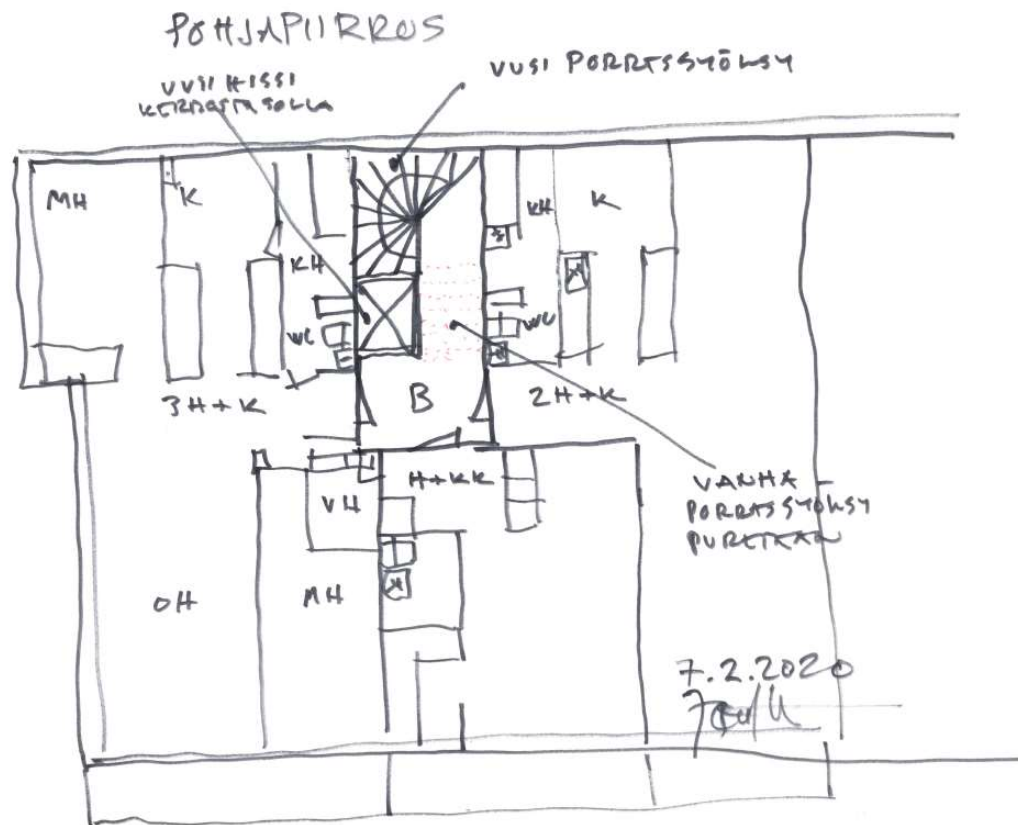 POHJAPIIRROS
UUSI HISSI
KERROSTASOLLA
UUSI PORRASSYÖKSY
MH
K
KH
K
KH
WC
WC
3H+K
B
2H+K
VH
H+KK
VANHA
PORRASSYÖKSY
PURETAAN
OH
MH
7.2.2020